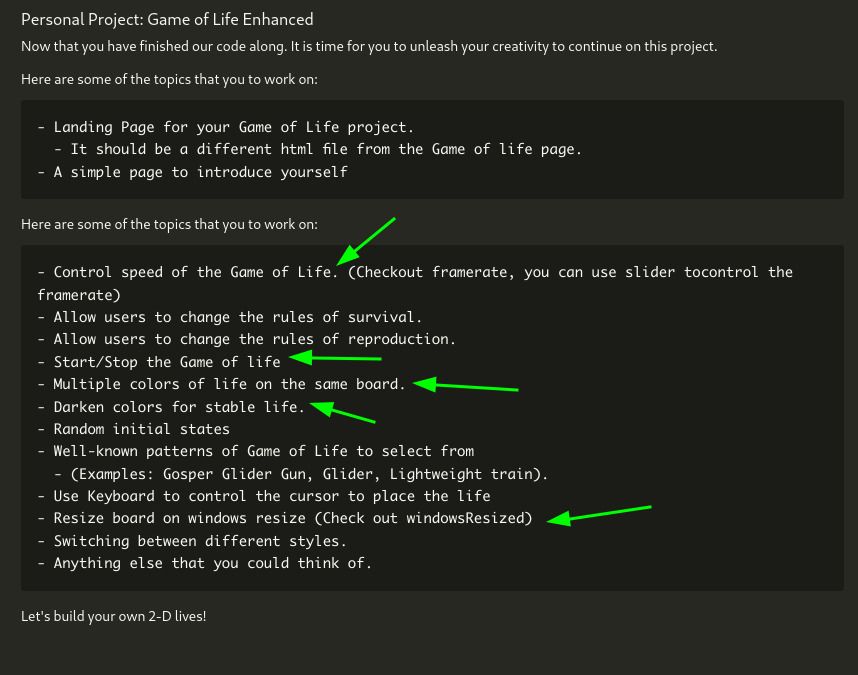 Personal Project: Game of Life Enhanced
Now that you have finished our code along. It is time for you to unleash your creativity to continue on this project.
Here are some of the topics that you to work on:
- Landing Page for your Game of Life project.
- It should be a different html file from the Game of life page.
- A simple page to introduce yourself
Here are some of the topics that you to work on:
- Control speed of the Game of Life. (Checkout framerate, you can use slider tocontrol the
framerate)
- Allow users to change the rules of survival.
- Allow users to change the rules of reproduction.
- Start/Stop the Game of life
- Multiple colors of life on the same board.
- Darken colors for stable life.
- Random initial states
- Well-known patterns of Game of Life to select from
- (Examples: Gosper Glider Gun, Glider, Lightweight train).
- Use Keyboard to control the cursor to place the life
- Resize board on windows resize (Check out windowsResized)
- Switching between different styles.
- Anything else that you could think of.
Let's build your own 2-D lives!